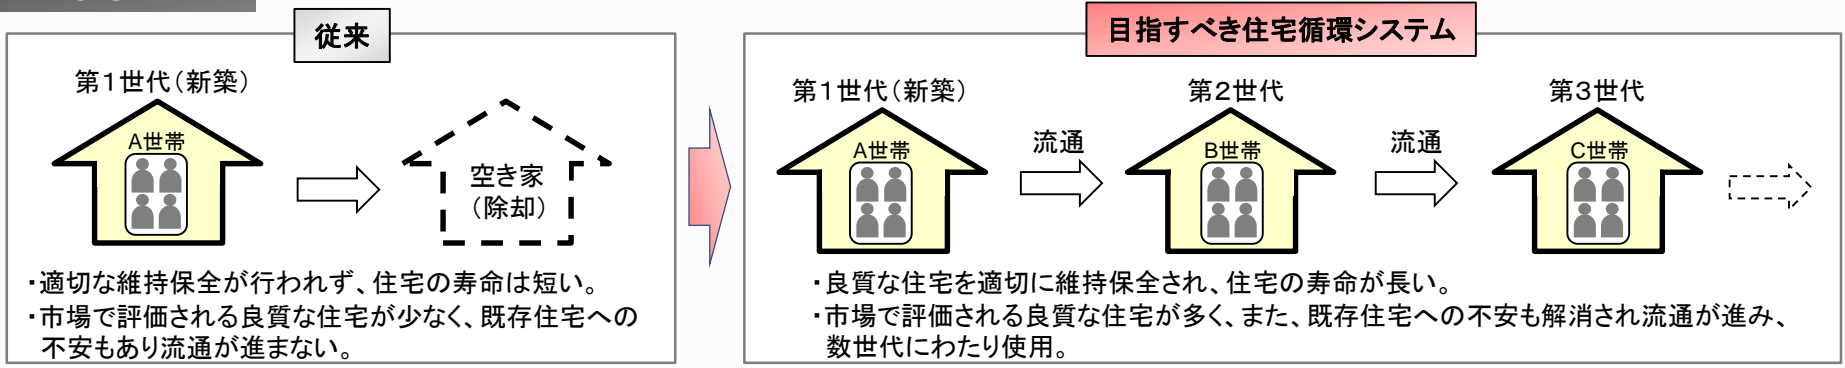 従来
第1世代（新築）
A世帯
空き家
（除却）
・適切な維持保全が行われず、住宅の寿命は短い。
・市場で評価される良質な住宅が少なく、既存住宅への
不安もあり流通が進まない。
目指すべき住宅循環システム
第1世代（新築）
A世帯
流通
第2世代
B世帯
流通
第3世代
C世帯
・良質な住宅を適切に維持保全され、住宅の寿命が長い。
・市場で評価される良質な住宅が多く、また、既存住宅への不安も解消され流通が進み、
数世代にわたり使用。